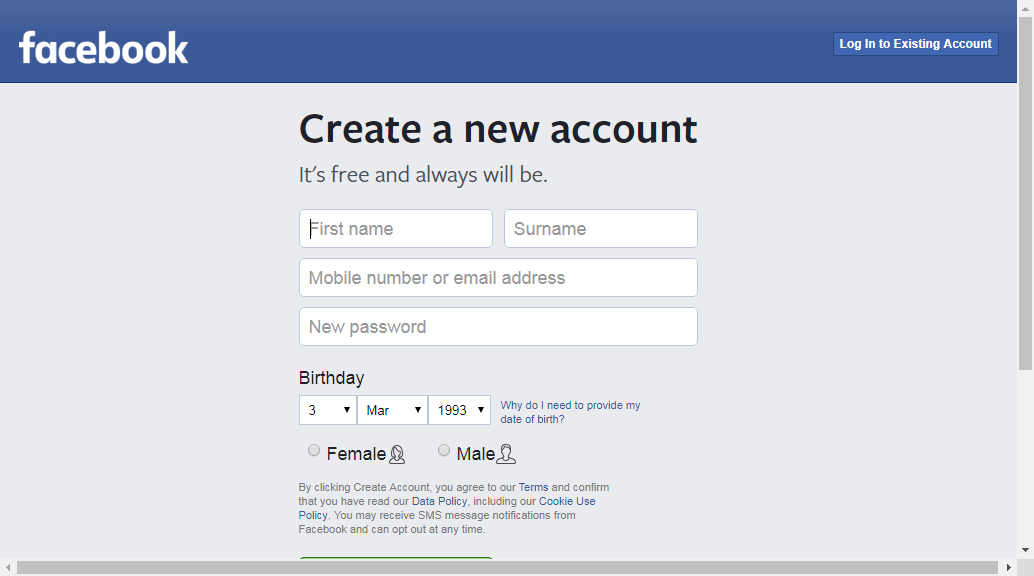 facebook
Log In to Existing Account
Create a new account
It's free and always will be.
First name
Surname
Mobile number or email address
New password
Birthday
3
Mar
1993
Why do I need to provide my
date of birth?
Female
Male
By clicking Create Account, you agree to our Terms and confirm
that you have read our Data Policy, including our Cookie Use
Policy. You may receive SMS message notifications from
Facebook and can opt out at any time.